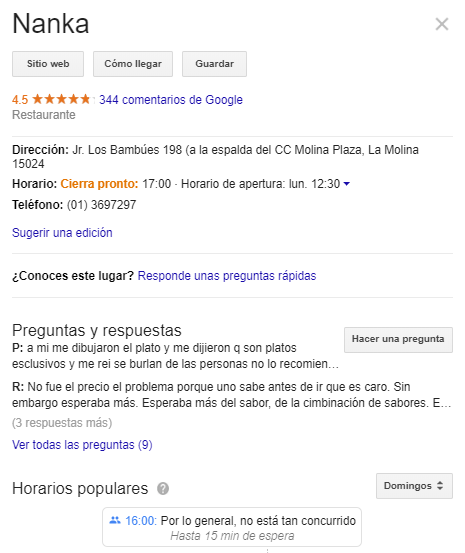 Nanka
Sitio web
Cómo llegar
Guardar
4.5 344 comentarios de Google
Restaurante
Dirección: Jr. Los Bambúes 198 (a la espalda del CC Molina Plaza, La Molina
15024
Horario: Cierra pronto: 17:00 · Horario de apertura: lun. 12:30
Teléfono: (01) 3697297
Sugerir una edición
¿Conoces este lugar? Responde unas preguntas rápidas
Preguntas y respuestas
Hacer una pregunta
P: a mi me dibujaron el plato y me dijieron q son platos
esclusivos y me rei se burlan de las personas no lo recomien…
R: No fue el precio el problema porque uno sabe antes de ir que es caro. Sin
embargo esperaba más. Esperaba más del sabor, de la cimbinación de sabores. E…
(3 respuestas más)
Ver todas las preguntas (9)
Horarios populares ?
Domingos
16:00: Por lo general, no está tan concurrido
Hasta 15 min de espera